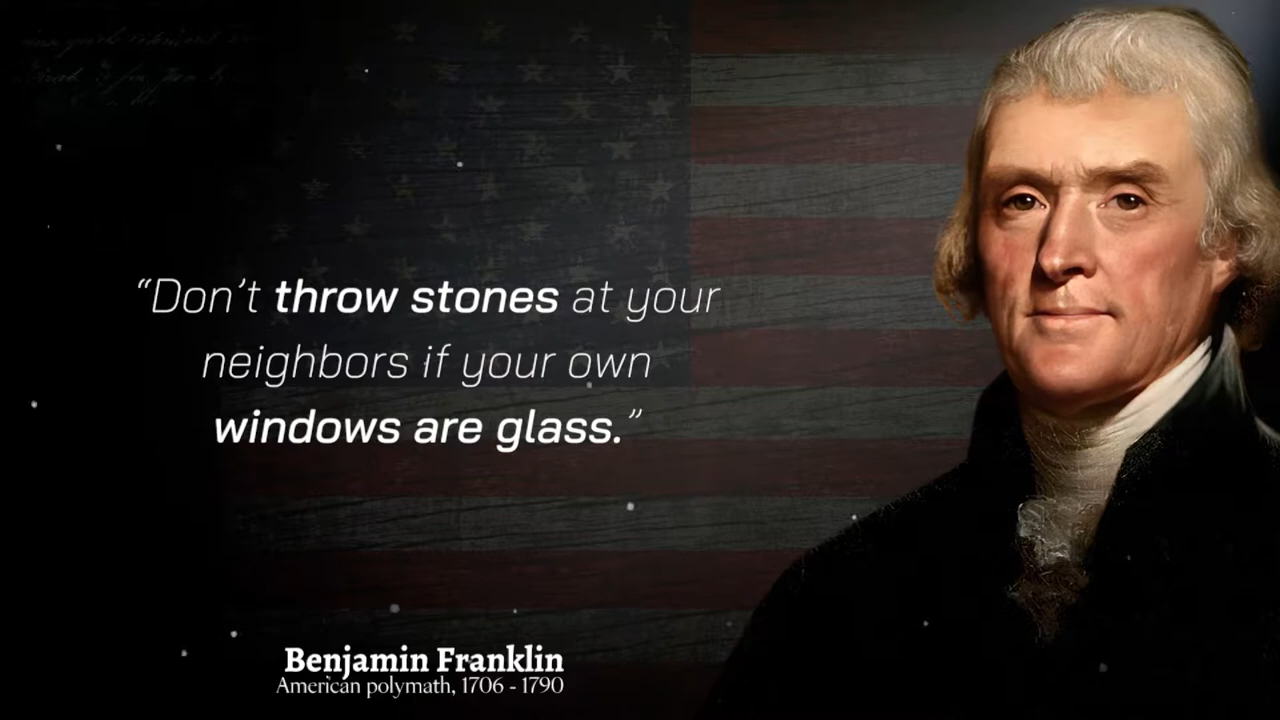 “Don’t throw stones at your
neighbors if your own
windows are glass.”
Benjamin Franklin
American polymath, 1706 - 1790